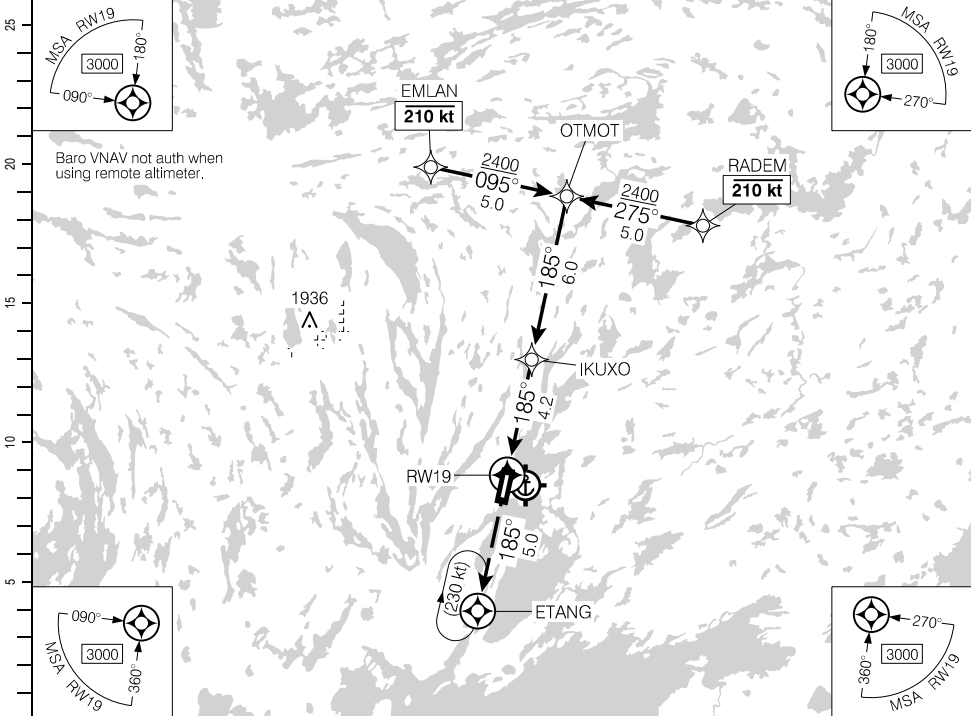 25
20
15
10
5
MSA RW19
180°
3000
090°
MSA RW19
180°
3000
270°
Baro VNAV not auth when
using remote altimeter.
EMLAN
210 kt
OTMOT
RADEM
210 kt
2400
095°
5.0
2400
275°
5.0
185°
6.0
1936
IKUXO
185°
4.2
RW19
185°
5.0
(230 kt)
ETANG
090°
3000
360°
MSA RW19
270°
3000
360°
MSA RW19